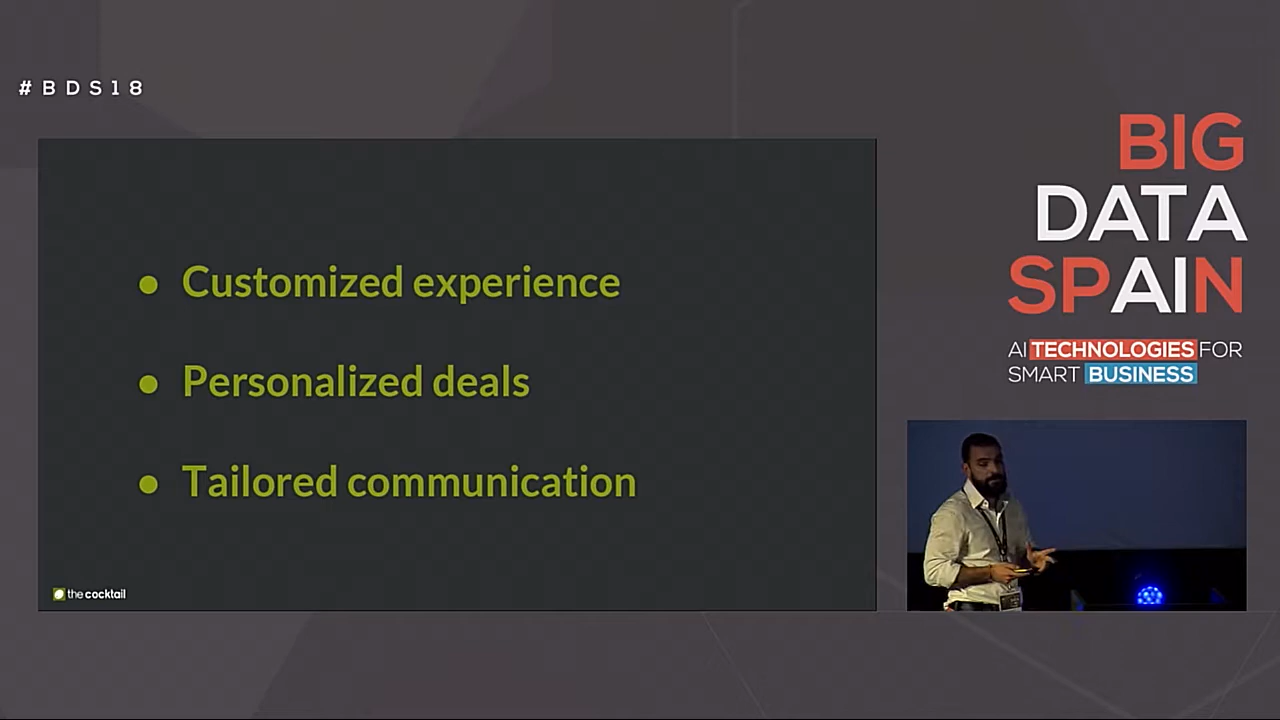 #BDS18
BIG
DATA
SPAIN
AI TECHNOLOGIES FOR
SMART BUSINESS
• Customized experience
• Personalized deals
• Tailored communication
the cocktail